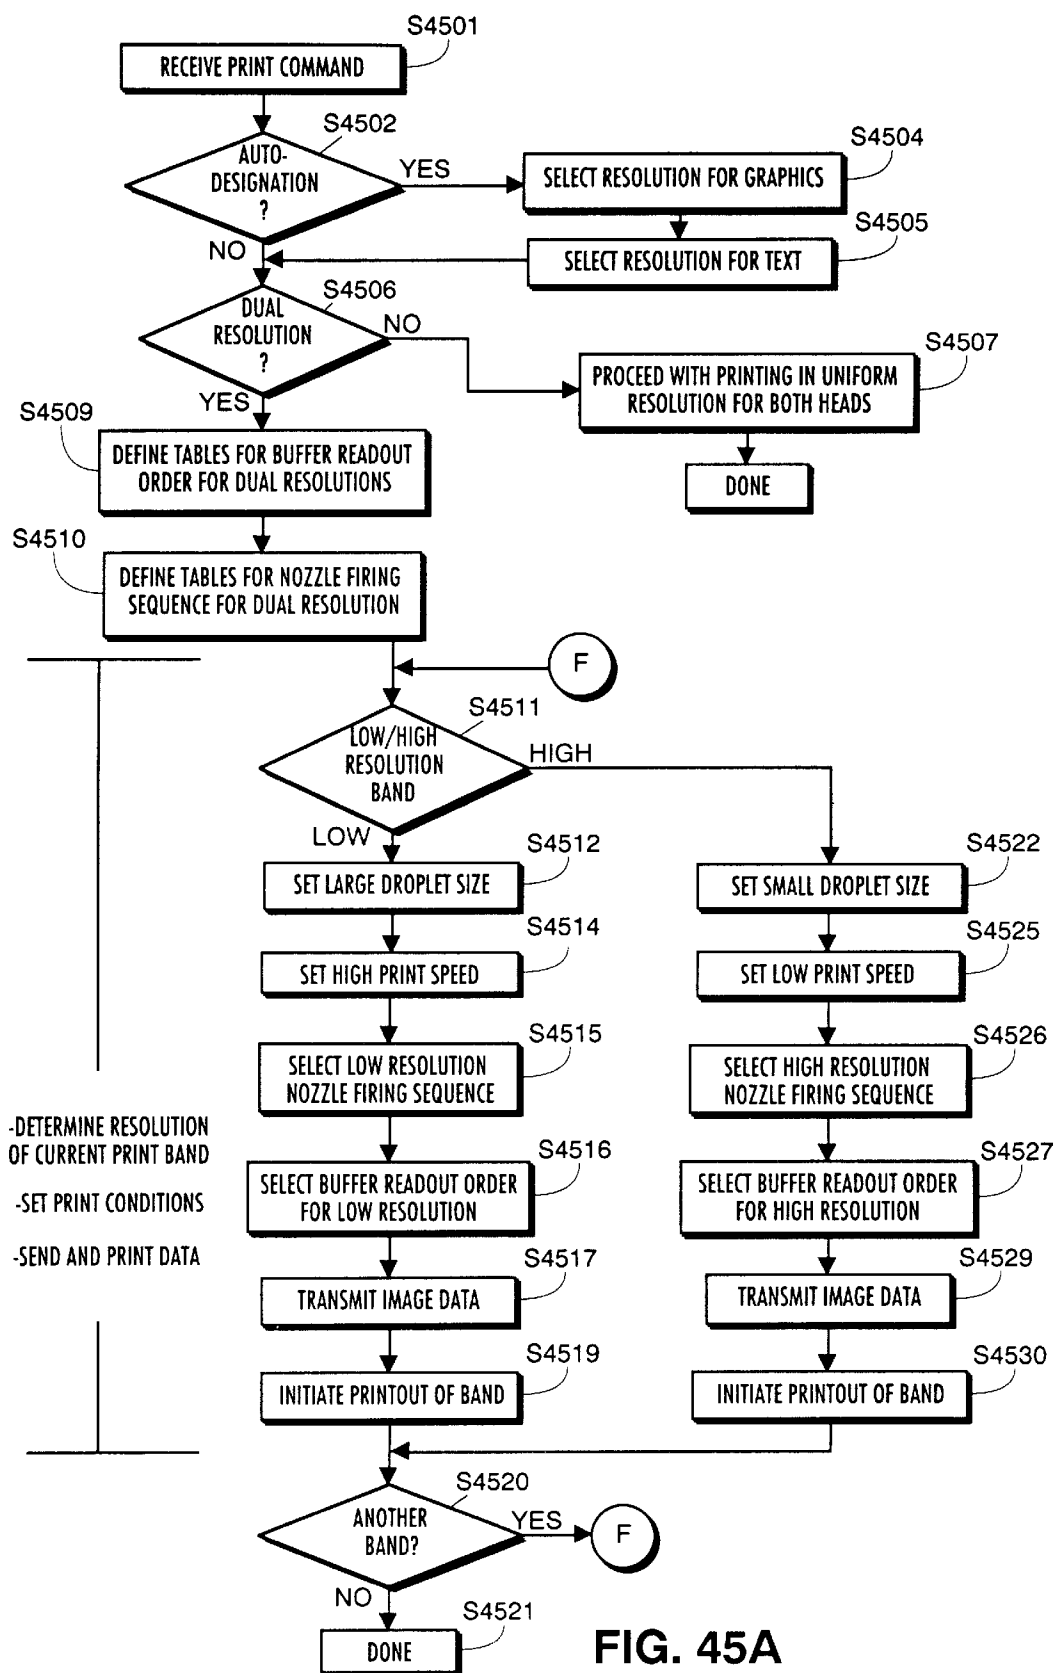 S4501
RECEIVE PRINT COMMAND
S4502
AUTO-
DESIGNATION
?
YES
NO
S4504
SELECT RESOLUTION FOR GRAPHICS
S4505
SELECT RESOLUTION FOR TEXT
S4506
DUAL
RESOLUTION
?
NO
YES
S4507
PROCEED WITH PRINTING IN UNIFORM
RESOLUTION FOR BOTH HEADS
DONE
S4509
DEFINE TABLES FOR BUFFER READOUT
ORDER FOR DUAL RESOLUTIONS
S4510
DEFINE TABLES FOR NOZZLE FIRING
SEQUENCE FOR DUAL RESOLUTION
F
S4511
LOW/HIGH
RESOLUTION
BAND
HIGH
LOW
S4512
SET LARGE DROPLET SIZE
S4514
SET HIGH PRINT SPEED
S4515
SELECT LOW RESOLUTION
NOZZLE FIRING SEQUENCE
S4516
SELECT BUFFER READOUT ORDER
FOR LOW RESOLUTION
S4517
TRANSMIT IMAGE DATA
S4519
INITIATE PRINTOUT OF BAND
S4522
SET SMALL DROPLET SIZE
S4525
SET LOW PRINT SPEED
S4526
SELECT HIGH RESOLUTION
NOZZLE FIRING SEQUENCE
S4527
SELECT BUFFER READOUT ORDER
FOR HIGH RESOLUTION
S4529
TRANSMIT IMAGE DATA
S4530
INITIATE PRINTOUT OF BAND
-DETERMINE RESOLUTION
OF CURRENT PRINT BAND
-SET PRINT CONDITIONS
-SEND AND PRINT DATA
S4520
ANOTHER
BAND?
YES
F
NO
S4521
DONE
FIG. 45A